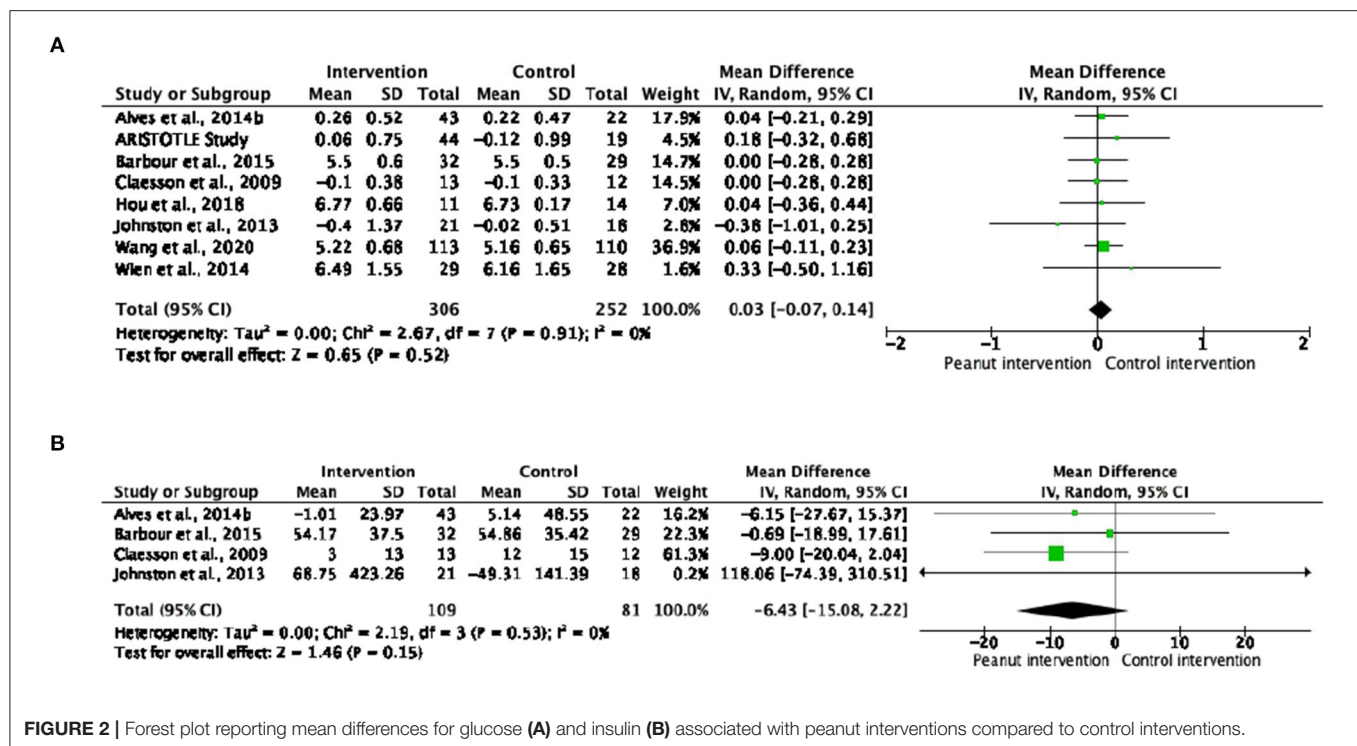 A
Intervention Control Mean Difference Mean Difference
Study or Subgroup Mean SD Total Mean SD Total Weight IV, Random, 95% CI IV, Random, 95% CI
Alves et al., 2014b 0.26 0.52 43 0.22 0.47 22 17.9% 0.04 [-0.21, 0.29]
ARISTOTLE Study 0.06 0.75 44 -0.12 0.99 19 4.5% 0.18 [-0.32, 0.68]
Barbour et al., 2015 5.5 0.6 32 5.5 0.5 29 14.7% 0.00 [-0.28, 0.28]
Claesson et al., 2009 -0.1 0.38 13 -0.1 0.33 12 14.5% 0.00 [-0.28, 0.28]
Hou et al., 2018 6.77 0.66 11 6.73 0.17 14 7.0% 0.04 [-0.36, 0.44]
Johnston et al., 2013 -0.4 1.37 21 -0.02 0.51 18 2.8% -0.38 [-1.01, 0.25]
Wang et al., 2020 5.22 0.68 113 5.16 0.65 110 36.9% 0.06 [-0.11, 0.23]
Wien et al., 2014 6.49 1.55 29 6.16 1.65 28 1.6% 0.33 [-0.50, 1.16]
Total (95% CI) 306 252 100.0% 0.03 [-0.07, 0.14]
Heterogeneity: Tau² = 0.00; Chi² = 2.67, df = 7 (P = 0.91); I² = 0%
Test for overall effect: Z = 0.65 (P = 0.52)
-2 -1 0 1 2
Peanut intervention Control intervention
B
Intervention Control Mean Difference Mean Difference
Study or Subgroup Mean SD Total Mean SD Total Weight IV, Random, 95% CI IV, Random, 95% CI
Alves et al., 2014b -1.01 23.97 43 5.14 48.55 22 16.2% -6.15 [-27.67, 15.37]
Barbour et al., 2015 54.17 37.5 32 54.86 35.42 29 22.3% -0.69 [-18.99, 17.61]
Claesson et al., 2009 3 13 13 12 15 12 61.3% -9.00 [-20.04, 2.04]
Johnston et al., 2013 68.75 423.26 21 -49.31 141.39 18 0.2% 118.06 [-74.39, 310.51]
Total (95% CI) 109 81 100.0% -6.43 [-15.08, 2.22]
Heterogeneity: Tau² = 0.00; Chi² = 2.19, df = 3 (P = 0.53); I² = 0%
Test for overall effect: Z = 1.46 (P = 0.15)
-20 -10 0 10 20
Peanut intervention Control intervention
FIGURE 2 | Forest plot reporting mean differences for glucose (A) and insulin (B) associated with peanut interventions compared to control interventions.